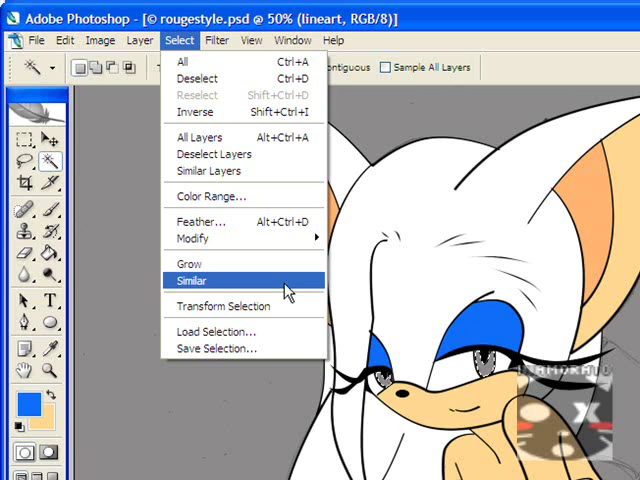 Adobe Photoshop - [© rougestyle.psd @ 50% (lineart, RGB/8)]
File Edit Image Layer Select Filter View Window Help
ontiguous Sample All Layers
All Ctrl+A
Deselect Ctrl+D
Reselect Shift+Ctrl+D
Inverse Shift+Ctrl+I
All Layers Alt+Ctrl+A
Deselect Layers
Similar Layers
Color Range...
Feather... Alt+Ctrl+D
Modify
Grow
Similar
Transform Selection
Load Selection...
Save Selection...